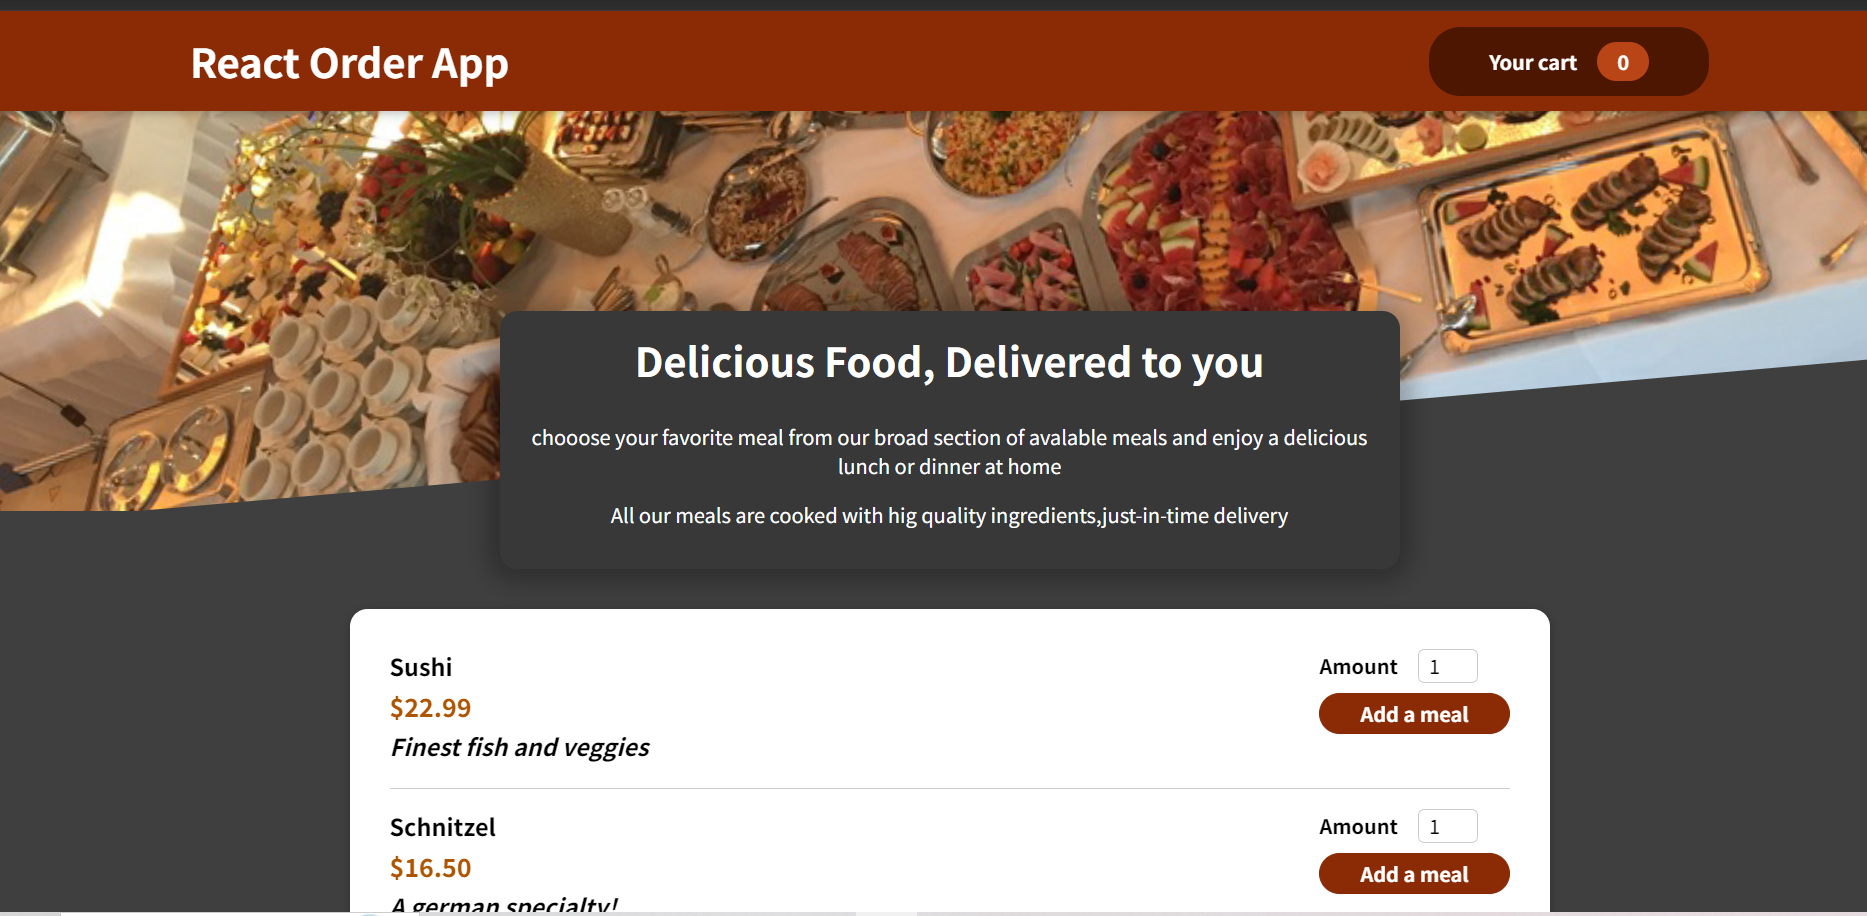 React Order App
Your cart 0
Delicious Food, Delivered to you
chooose your favorite meal from our broad section of avalable meals and enjoy a delicious
lunch or dinner at home
All our meals are cooked with hig quality ingredients,just-in-time delivery
Sushi
Amount 1
$22.99
Add a meal
Finest fish and veggies
Schnitzel
Amount 1
$16.50
Add a meal
A german specialty!